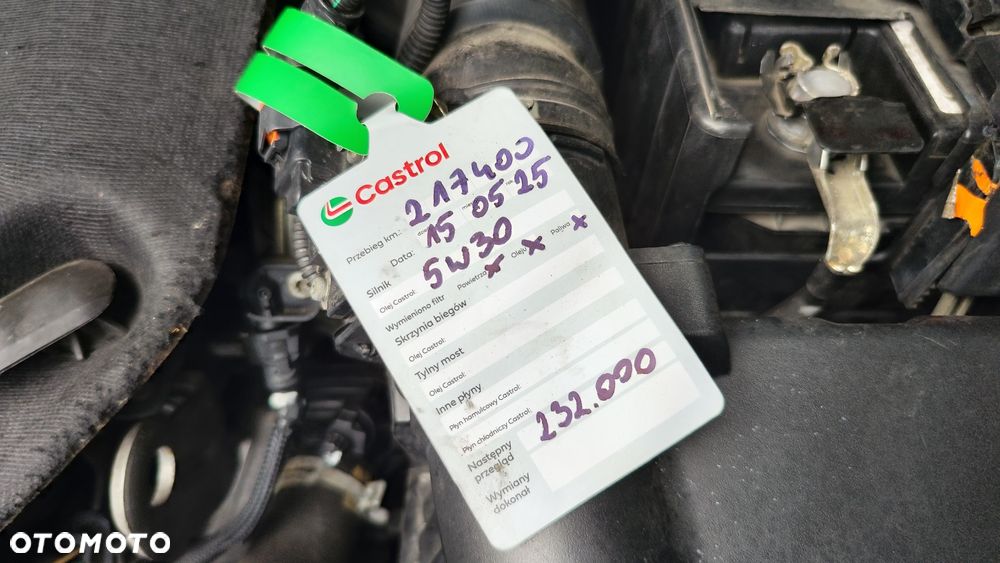 Castrol
Przebieg km.: 217400
Data: 15 05 25
Silnik
Olej Castrol: 5W30
Wymieniono filtr Powietrza x Oleju x Paliwa x
Skrzynia biegów
Olej Castrol:
Tylny most
Olej Castrol:
Inne płyny
Płyn hamulcowy Castrol:
Płyn chłodniczy Castrol:
Następny przegląd 232.000
Wymiany dokonał
OTOMOTO